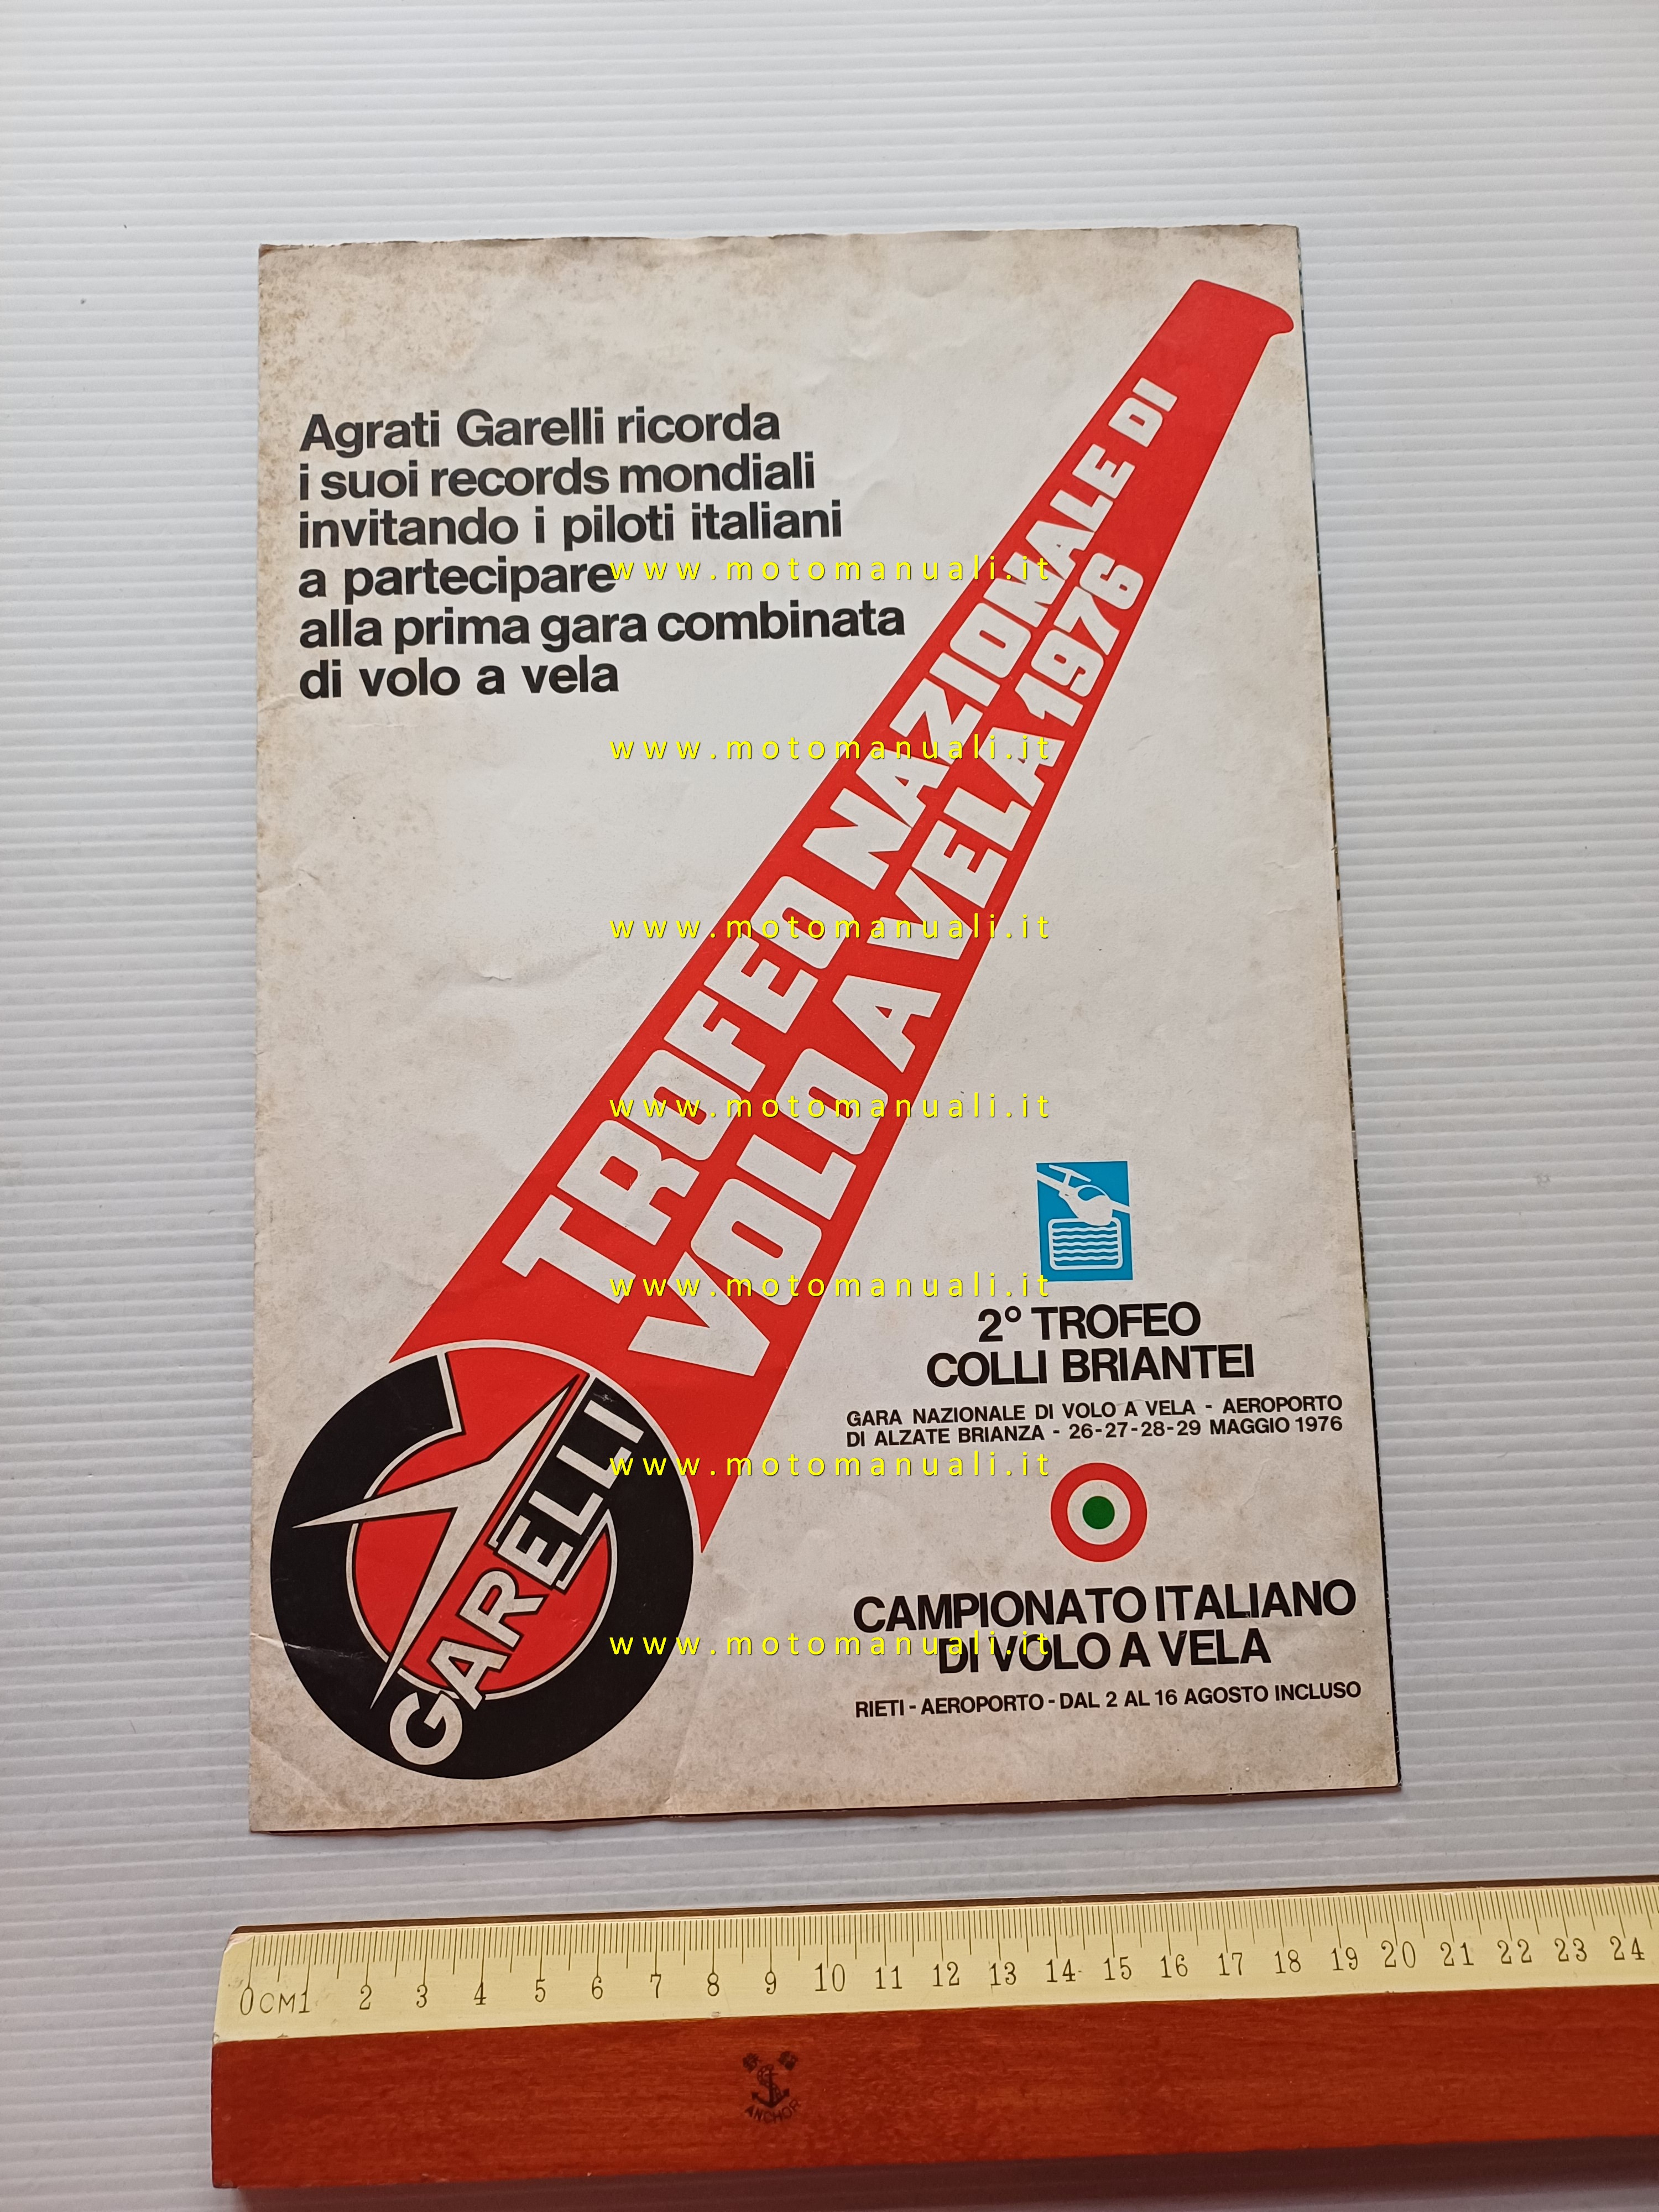 Agrati Garelli ricorda
i suoi records mondiali
invitando i piloti italiani
a partecipare
alla prima gara combinata
di volo a vela
www.motomanuali.it
www.motomanuali.it
www.motomanuali.it
www.motomanuali.it
www.motomanuali.it
www.motomanuali.it
www.motomanuali.it
TROFEO NAZIONALE DI
VOLO A VELA 1976
GARELLI
2° TROFEO
COLLI BRIANTEI
GARA NAZIONALE DI VOLO A VELA - AEROPORTO
DI ALZATE BRIANZA - 26-27-28-29 MAGGIO 1976
CAMPIONATO ITALIANO
DI VOLO A VELA
RIETI - AEROPORTO - DAL 2 AL 16 AGOSTO INCLUSO
0 CM 1 2 3 4 5 6 7 8 9 10 11 12 13 14 15 16 17 18 19 20 21 22 23 24
ANCHOR